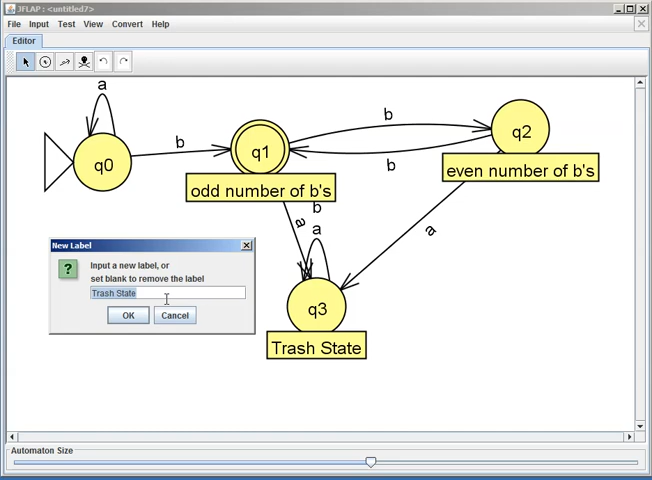 JFLAP : <untitled7>
File Input Test View Convert Help
Editor
a
b
b
b
q0
q1
q2
odd number of b's
even number of b's
a
b
a
a
q3
Trash State
New Label
Input a new label, or
set blank to remove the label
Trash State
OK Cancel
Automaton Size